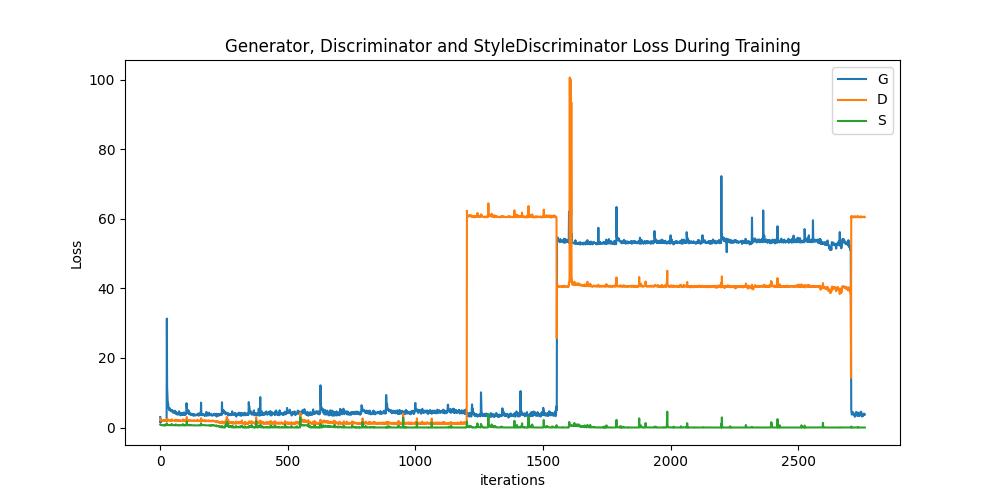 Generator, Discriminator and StyleDiscriminator Loss During Training
G
D
S
100
80
60
40
20
0
Loss
0 500 1000 1500 2000 2500
iterations